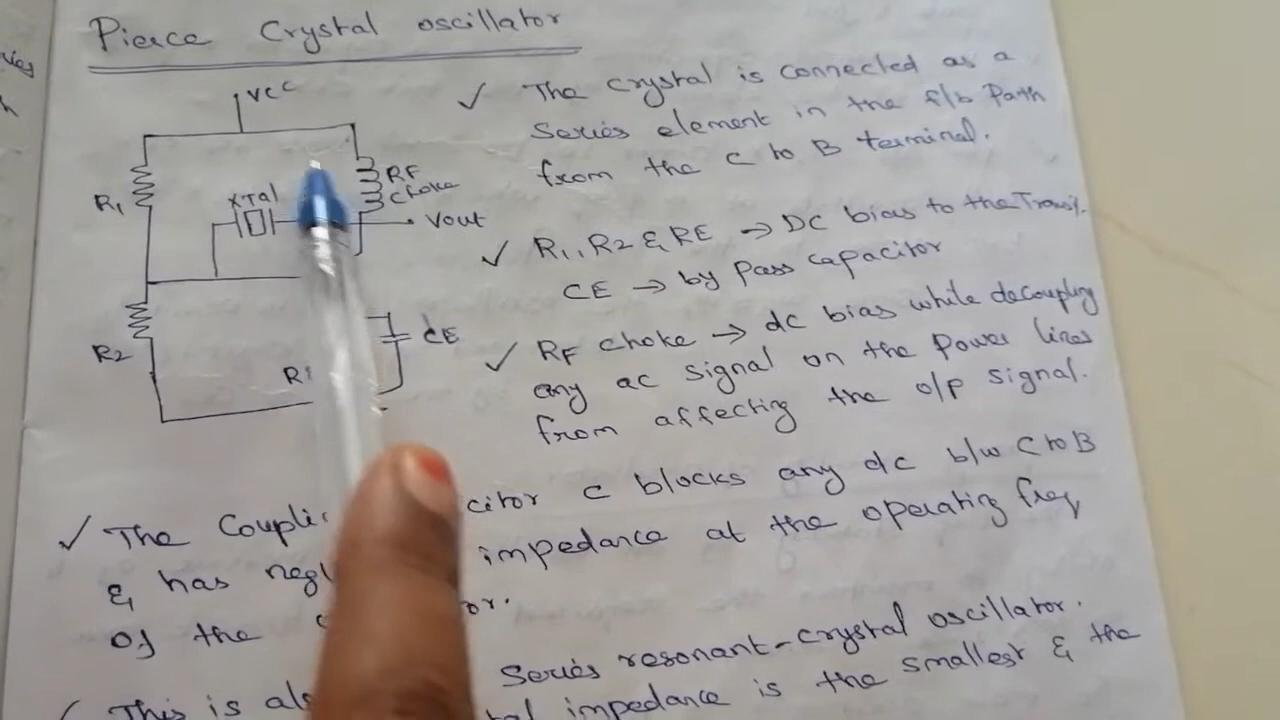 Pierce Crystal oscillator
VCC
R1
XTal
RF
choke
Vout
R2
CE
✓ The crystal is connected as a
series element in the f/b Path
from the C to B terminal.
✓ R1, R2 & RE → DC bias to the Transi.
CE → by pass capacitor
✓ RF choke → dc bias while decoupling
any ac signal on the power lines
from affecting the o/p signal.
✓ The citor c blocks any dc b/w C to B
& has impedance at the operating freq
of the
This is series resonant-crystal oscillator.
impedance is the smallest & the